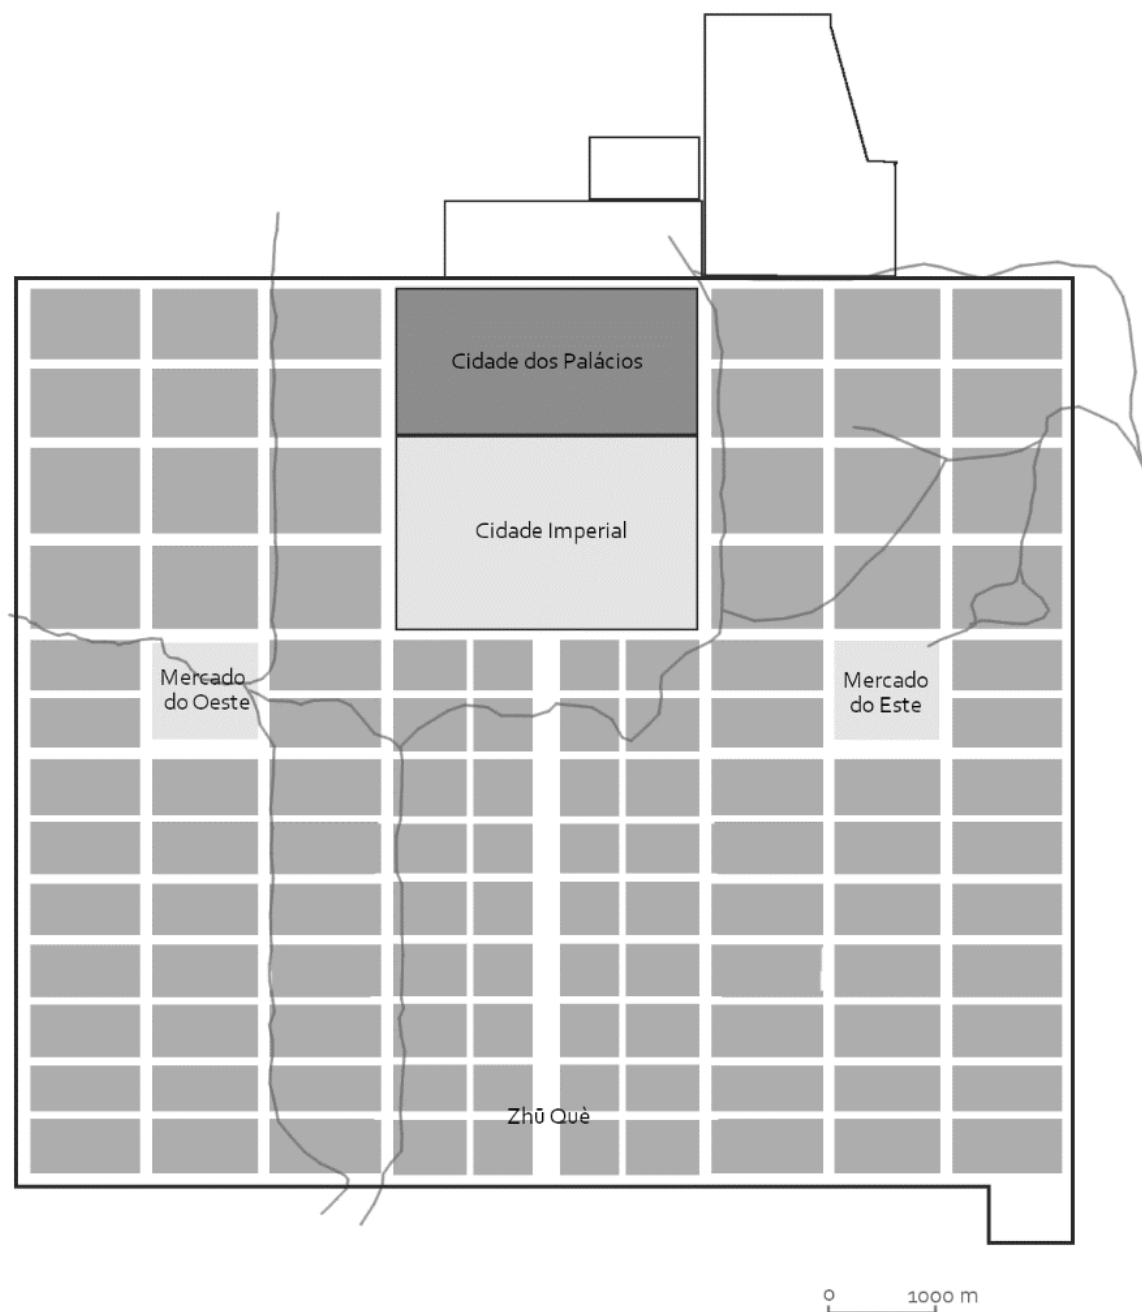 Cidade dos Palácios
Cidade Imperial
Mercado
do Oeste
Mercado
do Este
Zhū Què
0 1000 m